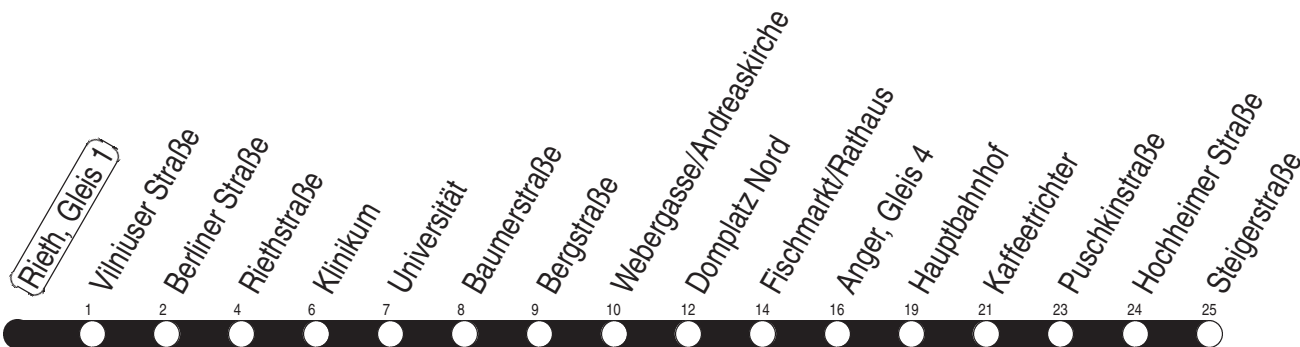 Rieth, Gleis 1
Vilniuser Straße
Berliner Straße
Riethstraße
Klinikum
Universität
Baumerstraße
Bergstraße
Webergasse/Andreaskirche
Domplatz Nord
Fischmarkt/Rathaus
Anger, Gleis 4
Hauptbahnhof
Kaffeetrichter
Puschkinstraße
Hochheimer Straße
Steigerstraße
1 2 4 6 7 8 9 10 12 14 16 19 21 23 24 25